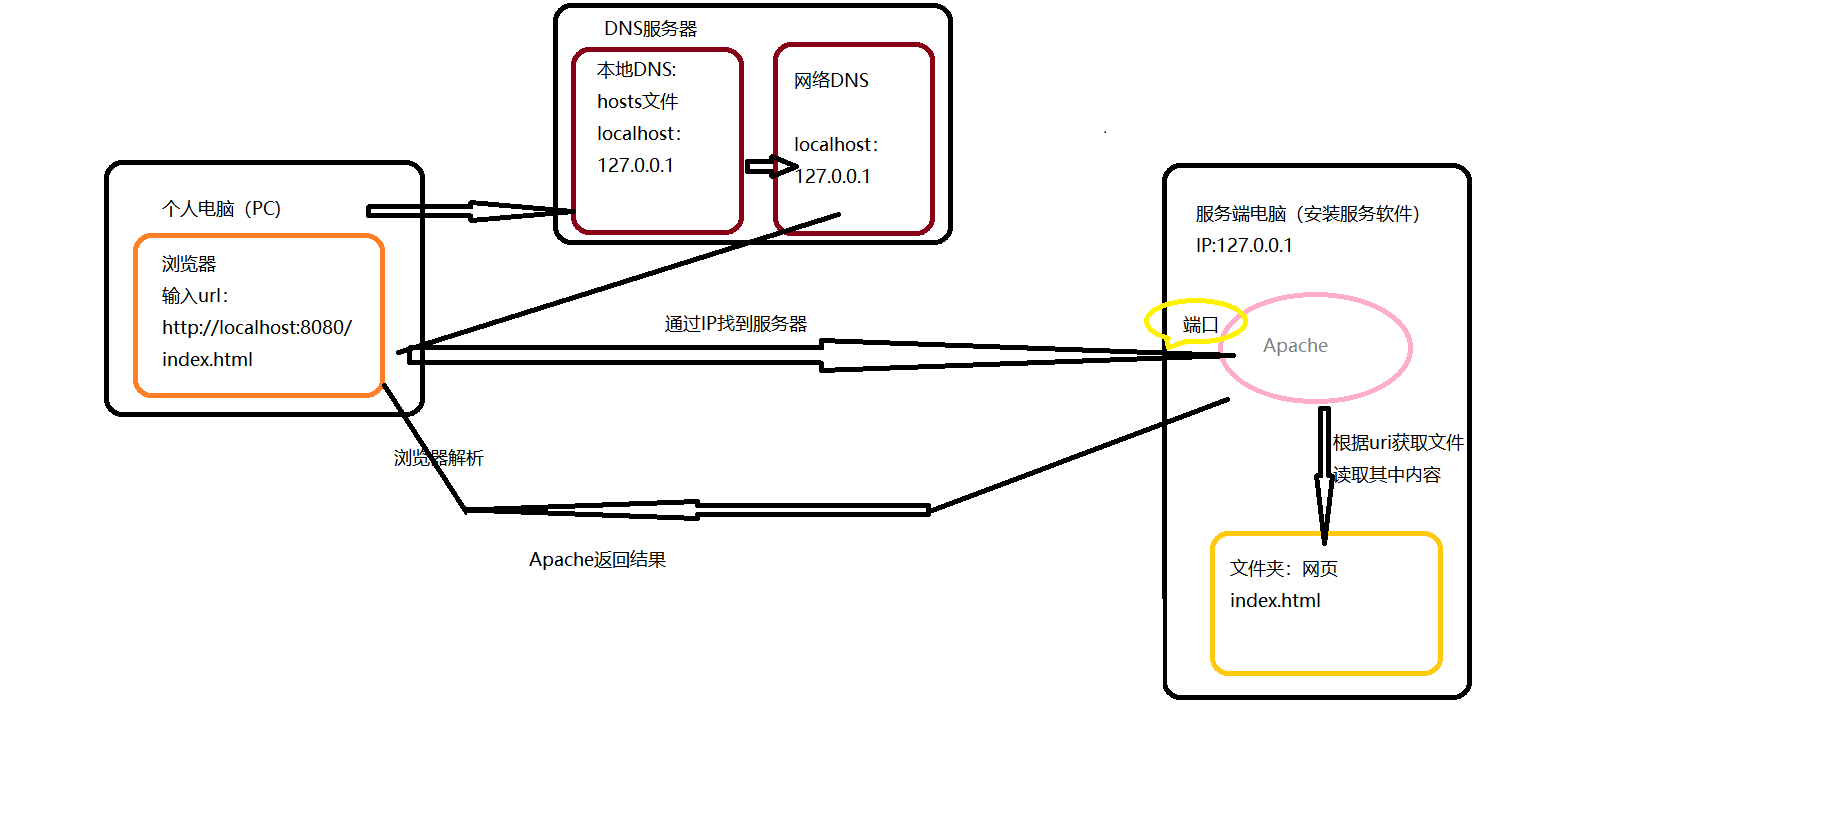 DNS服务器
本地DNS:
hosts文件
localhost：
127.0.0.1
网络DNS
localhost：
127.0.0.1
个人电脑（PC)
浏览器
输入url：
http://localhost:8080/
index.html
服务端电脑（安装服务软件）
IP:127.0.0.1
通过IP找到服务器
端口
Apache
根据uri获取文件
读取其中内容
浏览器解析
Apache返回结果
文件夹：网页
index.html